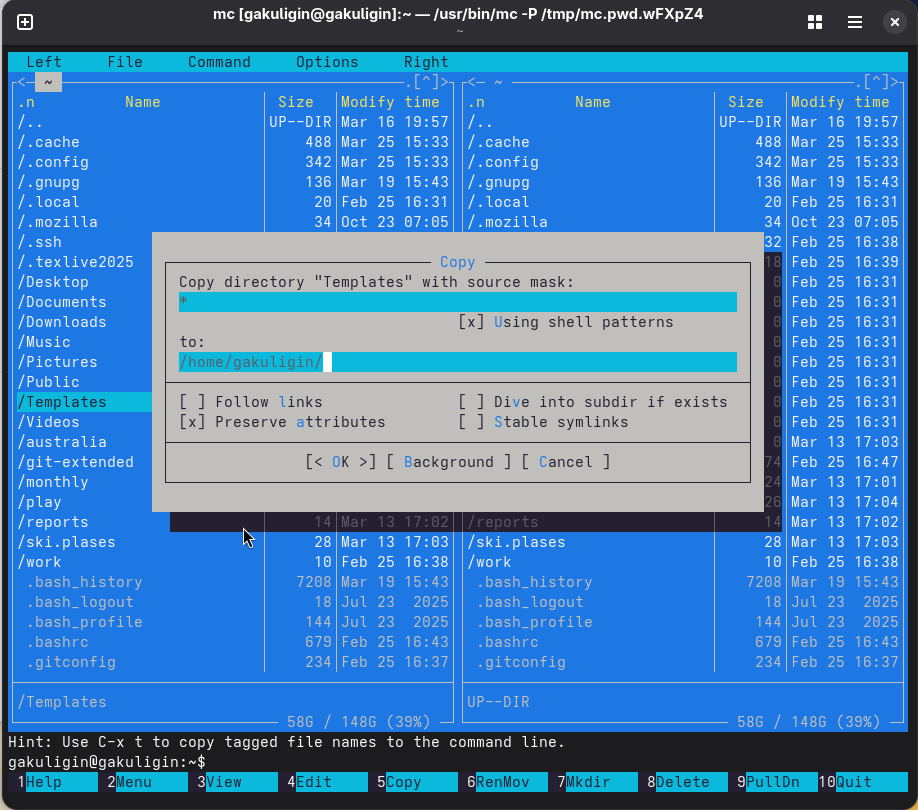 mc [gakuligin@gakuligin]:~ — /usr/bin/mc -P /tmp/mc.pwd.wFXpZ4
~
Left File Command Options Right
<— ~ .[^]> <— ~ .[^]>
.n Name Size Modify time .n Name Size Modify time
/.. UP--DIR Mar 16 19:57 /.. UP--DIR Mar 16 19:57
/.cache 488 Mar 25 15:33 /.cache 488 Mar 25 15:33
/.config 342 Mar 25 15:33 /.config 342 Mar 25 15:33
/.gnupg 136 Mar 19 15:43 /.gnupg 136 Mar 19 15:43
/.local 20 Feb 25 16:31 /.local 20 Feb 25 16:31
/.mozilla 34 Oct 23 07:05 /.mozilla 34 Oct 23 07:05
/.ssh 32 Feb 25 16:38
/.texlive2025 Copy 18 Feb 25 16:39
/Desktop Copy directory "Templates" with source mask: 0 Feb 25 16:31
/Documents * 0 Feb 25 16:31
/Downloads [x] Using shell patterns 0 Feb 25 16:31
/Music to: 0 Feb 25 16:31
/Pictures /home/gakuligin/ 0 Feb 25 16:31
/Public 0 Feb 25 16:31
/Templates [ ] Follow links [ ] Dive into subdir if exists 0 Feb 25 16:31
/Videos [x] Preserve attributes [ ] Stable symlinks 0 Feb 25 16:31
/australia 0 Mar 13 17:03
/git-extended [< OK >] [ Background ] [ Cancel ] 74 Feb 25 16:47
/monthly 24 Mar 13 17:01
/play 26 Mar 13 17:04
/reports 14 Mar 13 17:02 /reports 14 Mar 13 17:02
/ski.plases 28 Mar 13 17:03 /ski.plases 28 Mar 13 17:03
/work 10 Feb 25 16:38 /work 10 Feb 25 16:38
.bash_history 7208 Mar 19 15:43 .bash_history 7208 Mar 19 15:43
.bash_logout 18 Jul 23 2025 .bash_logout 18 Jul 23 2025
.bash_profile 144 Jul 23 2025 .bash_profile 144 Jul 23 2025
.bashrc 679 Feb 25 16:43 .bashrc 679 Feb 25 16:43
.gitconfig 234 Feb 25 16:37 .gitconfig 234 Feb 25 16:37
/Templates UP--DIR
58G / 148G (39%) 58G / 148G (39%)
Hint: Use C-x t to copy tagged file names to the command line.
gakuligin@gakuligin:~$
1Help 2Menu 3View 4Edit 5Copy 6RenMov 7Mkdir 8Delete 9PullDn 10Quit